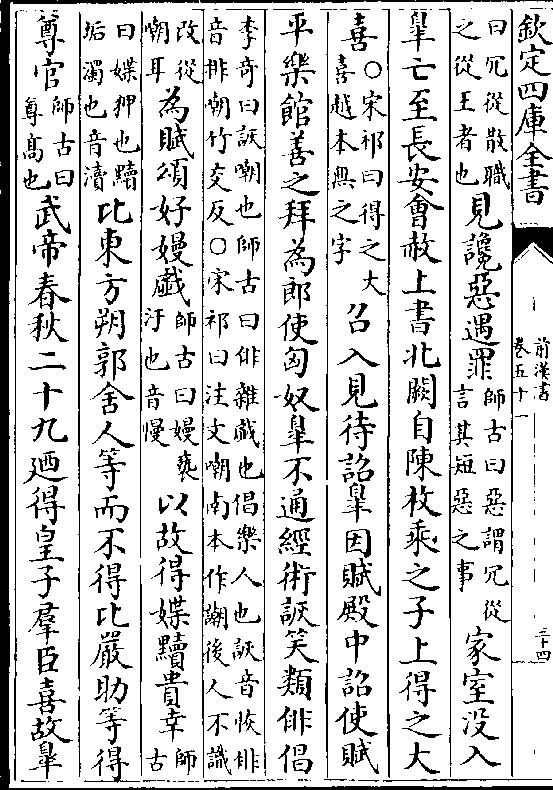 欽定四庫全書
前漢書
卷五十一
三十四
曰冗從散職
之從王者也
見讒惡遇罪
師古曰惡謂冗從
言其短惡之事
家室沒入
臯亡至長安會赦上書北闕自陳枚乘之子上得之大
喜
○宋祁曰得之大
喜越本無之字
召入見待詔臯因賦殿中詔使賦
平樂館善之拜為郎使匈奴臯不通經術詼笑類俳倡
李奇曰詼嘲也師古曰俳雜戲也倡樂人也詼音恢俳
音排嘲竹交反○宋祁曰注文嘲南本作謿後人不識
改從
嘲耳
為賦頌好嫚戲
師古曰嫚䙝
汙也音慢
以故得媟黷貴幸
師古
曰媟狎也黷
垢濁也音瀆
比東方朔郭舍人等而不得比嚴助等得
尊官
師古曰
尊髙也
武帝春秋二十九廼得皇子羣臣喜故臯